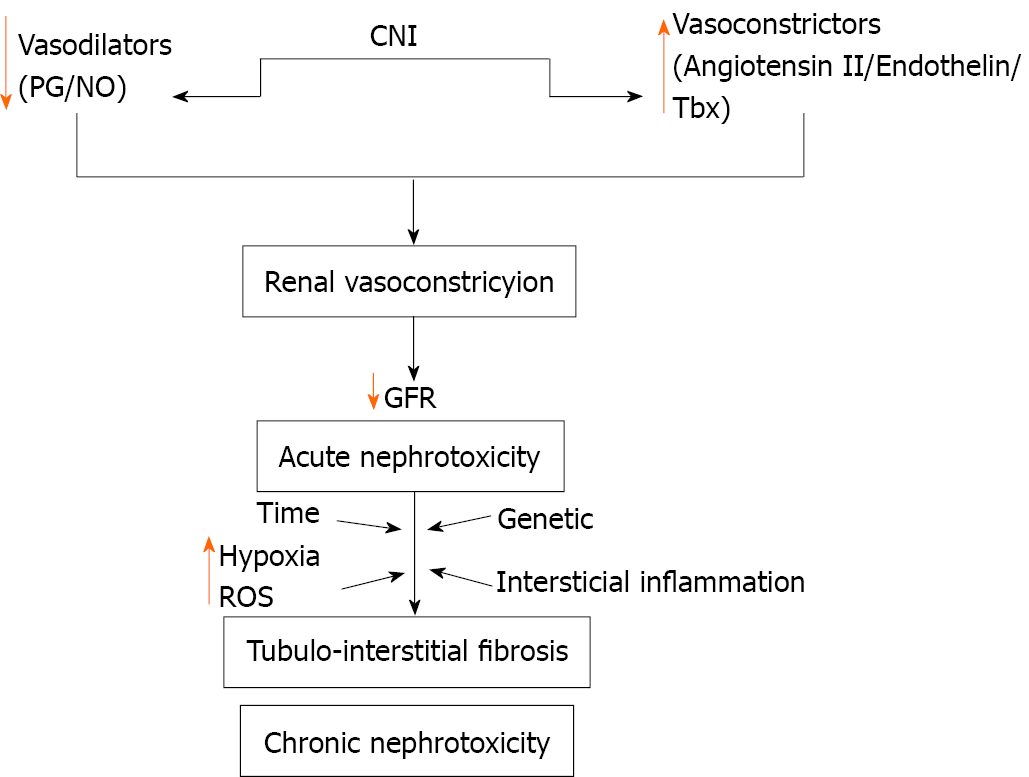 CNI
Vasodilators
(PG/NO)
Vasoconstrictors
(Angiotensin II/Endothelin/
Tbx)
Renal vasoconstricyion
GFR
Acute nephrotoxicity
Time
Genetic
Hypoxia
ROS
Intersticial inflammation
Tubulo-interstitial fibrosis
Chronic nephrotoxicity